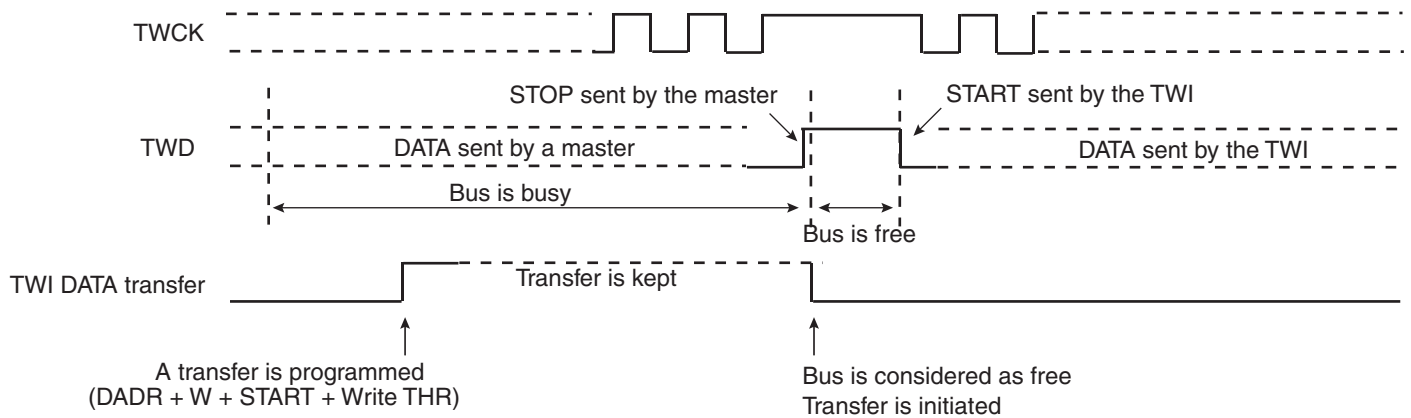 TWCK
STOP sent by the master
START sent by the TWI
TWD
DATA sent by a master
DATA sent by the TWI
Bus is busy
Bus is free
TWI DATA transfer
Transfer is kept
A transfer is programmed
(DADR + W + START + Write THR)
Bus is considered as free
Transfer is initiated